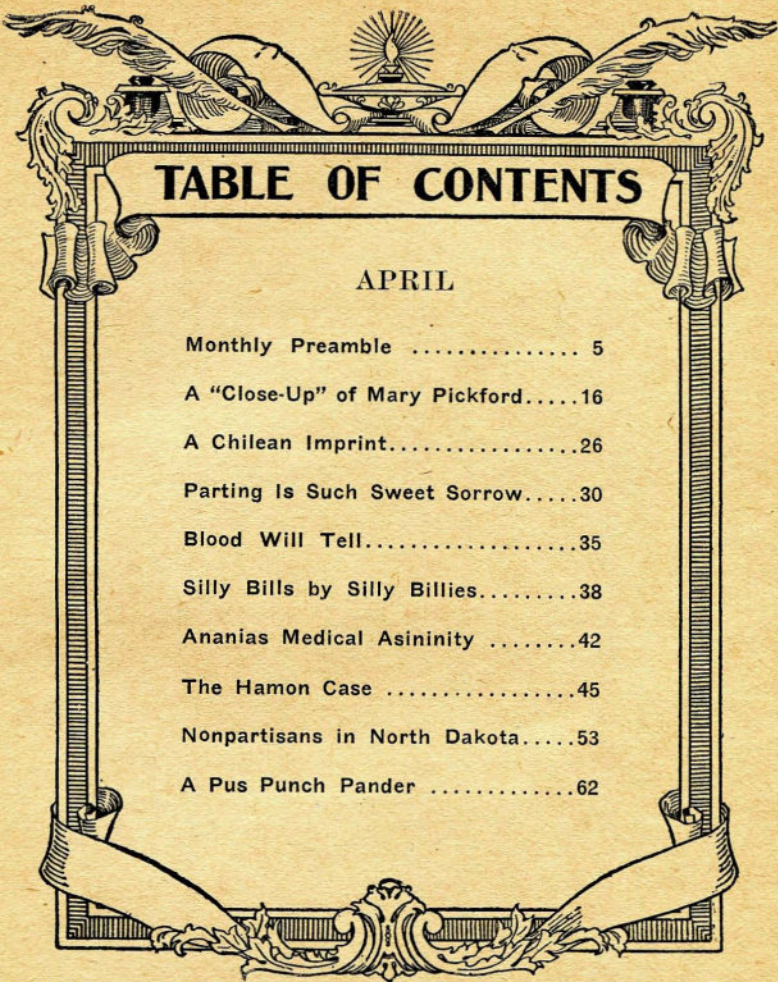 TABLE OF CONTENTS
APRIL
Monthly Preamble ............... 5
A "Close-Up" of Mary Pickford.....16
A Chilean Imprint.................26
Parting Is Such Sweet Sorrow.....30
Blood Will Tell...................35
Silly Bills by Silly Billies.........38
Ananias Medical Asininity ........42
The Hamon Case .................45
Nonpartisans in North Dakota.....53
A Pus Punch Pander .............62